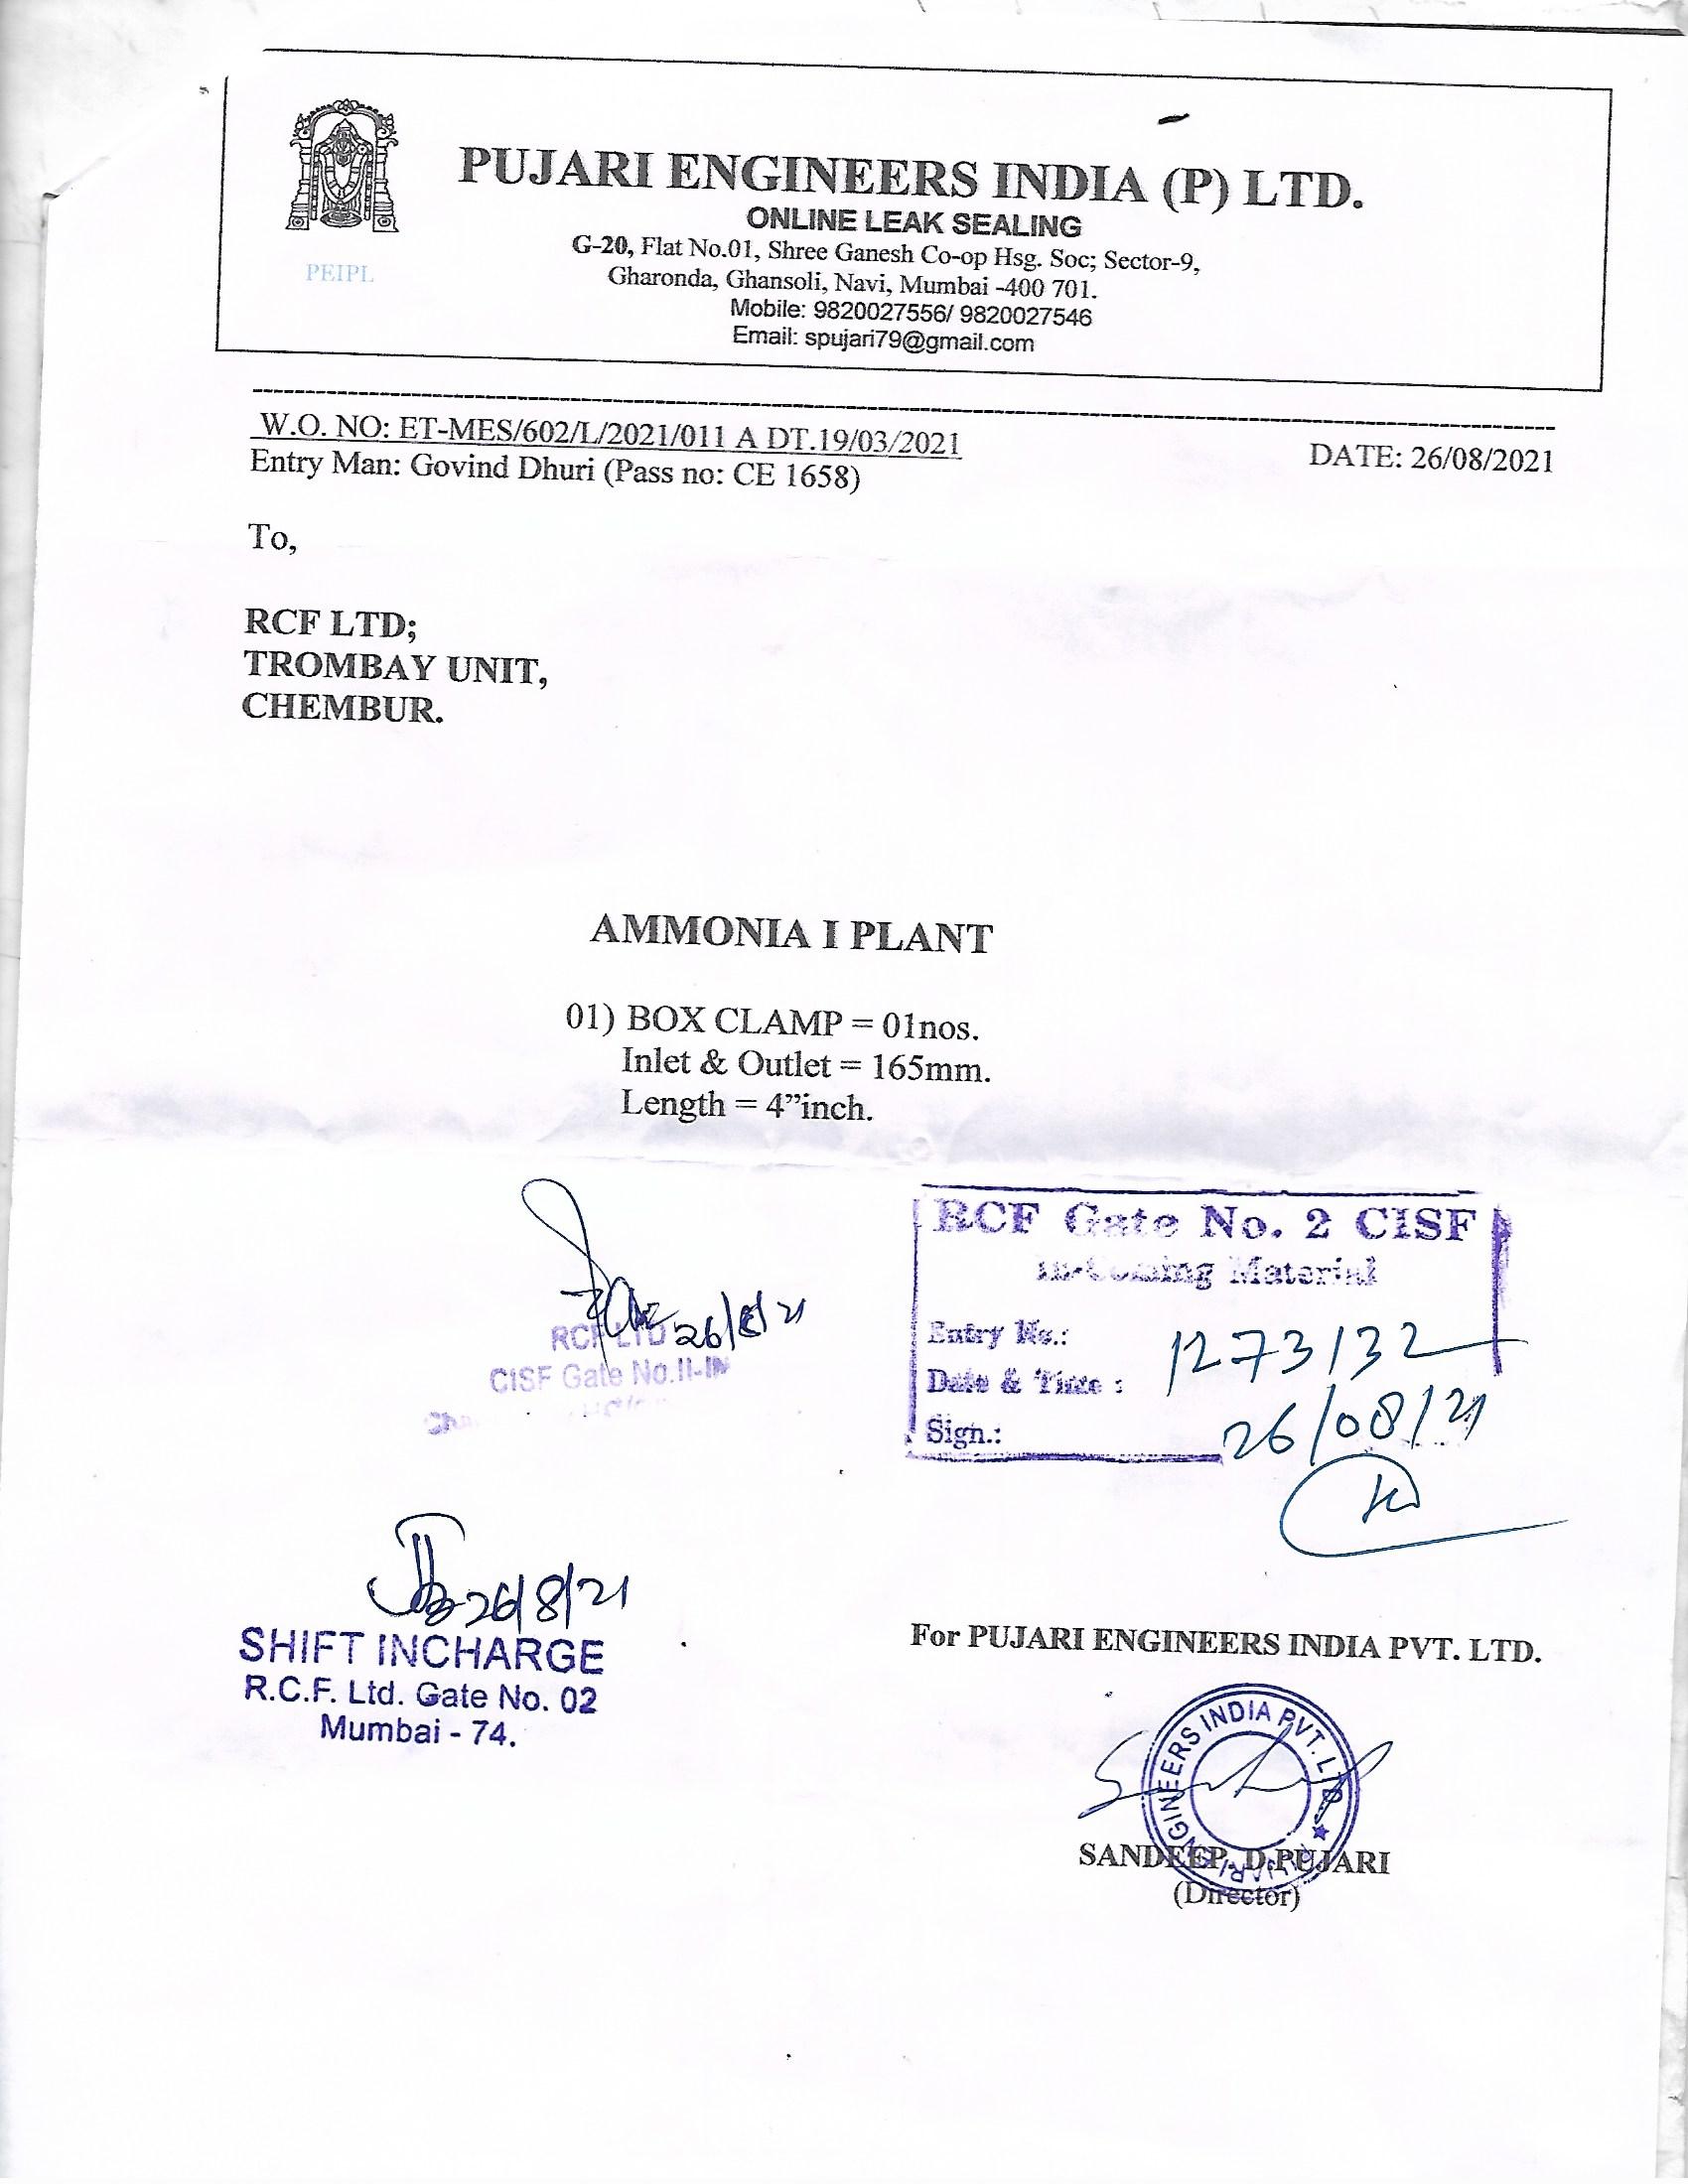 PEIPL
PUJARI ENGINEERS INDIA (P) LTD.
ONLINE LEAK SEALING
G-20, Flat No.01, Shree Ganesh Co-op Hsg. Soc; Sector-9,
Gharonda, Ghansoli, Navi, Mumbai -400 701.
Mobile: 9820027556/ 9820027546
Email: spujari79@gmail.com
W.O. NO: ET-MES/602/L/2021/011 A DT.19/03/2021
DATE: 26/08/2021
Entry Man: Govind Dhuri (Pass no: CE 1658)
To,
RCF LTD;
TROMBAY UNIT,
CHEMBUR.
AMMONIA I PLANT
01) BOX CLAMP = 01nos.
Inlet & Outlet = 165mm.
Length = 4”inch.
26/8/21
RCF LTD
CISF Gate No.II-IN
RCF Gate No. 2 CISF
In-Coming Material
Entry No.: 1273132
Date & Time : 26/08/21
Sign.:
26/8/21
SHIFT INCHARGE
R.C.F. Ltd. Gate No. 02
Mumbai - 74.
For PUJARI ENGINEERS INDIA PVT. LTD.
PUJARI ENGINEERS INDIA PVT. LTD.
SANDEEP. D.PUJARI
(Director)